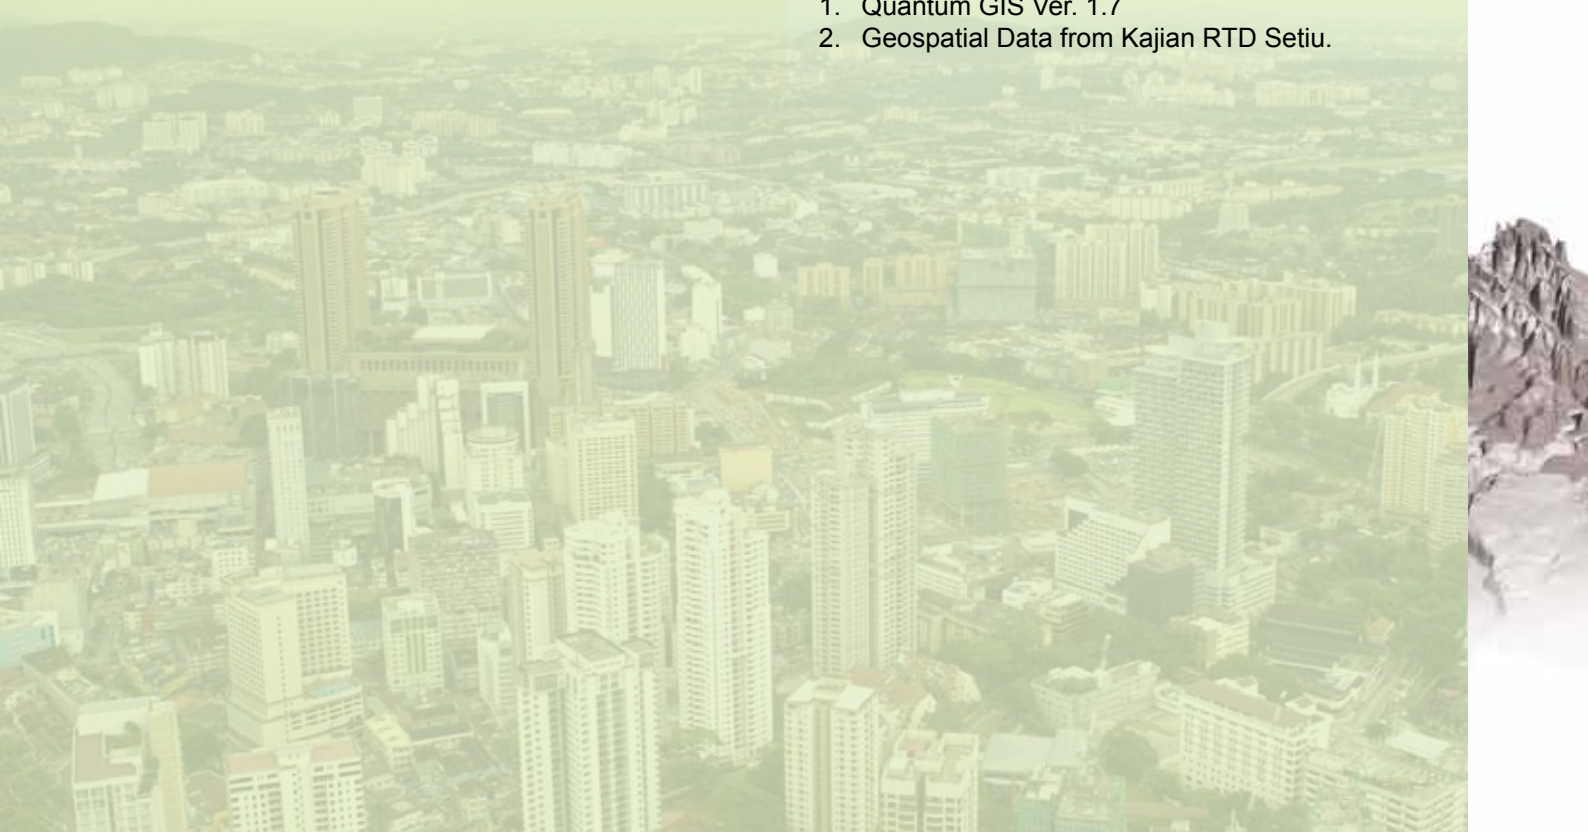 1. Quantum GIS Ver. 1.7
2. Geospatial Data from Kajian RTD Setiu.